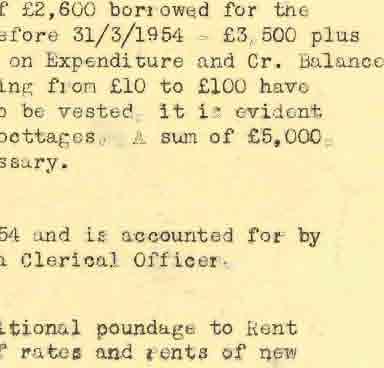 f £2,600 borrowed for the
efore 31/3/1954 - £3,500 plus
on Expenditure and Cr. Balance
ing from £10 to £100 have
o be vested, it is evident
octtages. A sum of £5,000
ssary.
54 and is accounted for by
a Clerical Officer.
itional poundage to Rent
f rates and rents of new